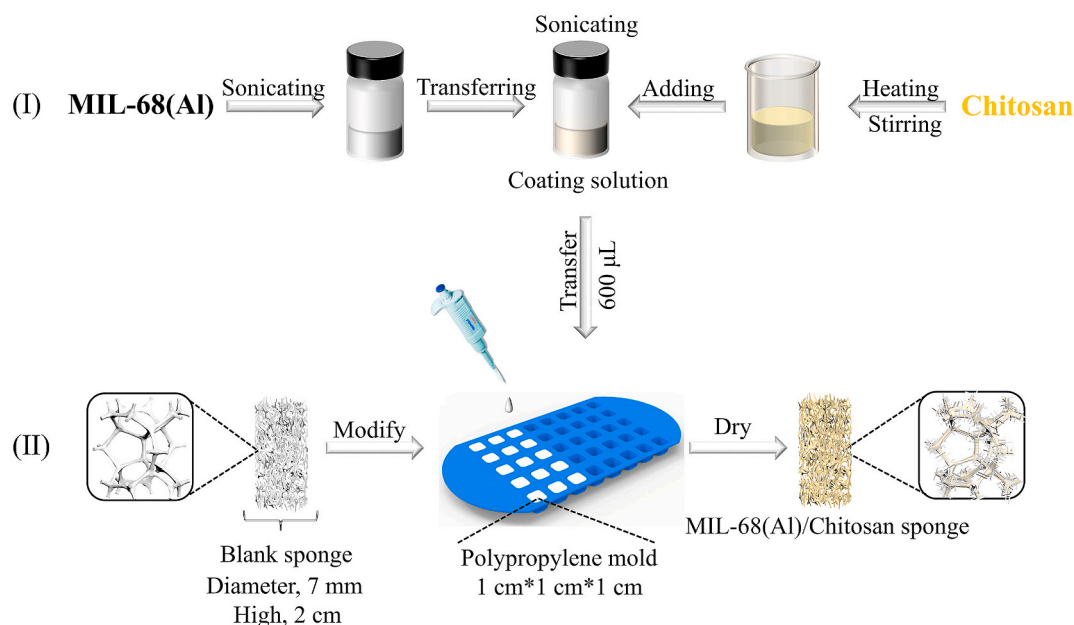 Sonicating
(I)
MIL-68(Al)
Sonicating
Transferring
Adding
Heating
Stirring
Chitosan
Coating solution
Transfer
600 μL
(II)
Modify
Dry
MIL-68(Al)/Chitosan sponge
Blank sponge
Diameter, 7 mm
High, 2 cm
Polypropylene mold
1 cm*1 cm*1 cm